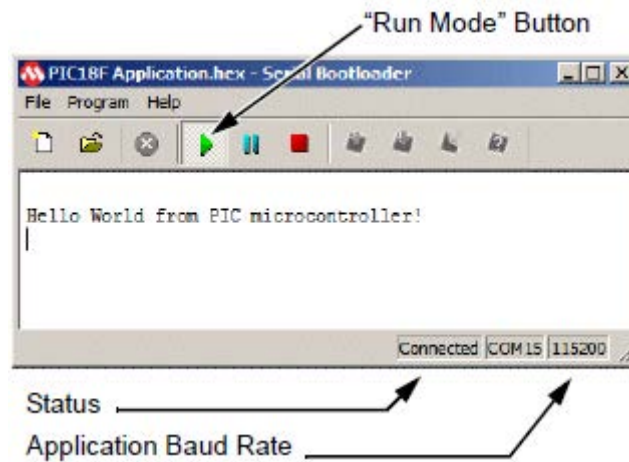 "Run Mode" Button
PIC18F Application.hex - Serial Bootloader
File Program Help
Hello World from PIC microcontroller!
Connected COM15 115200
Status
Application Baud Rate